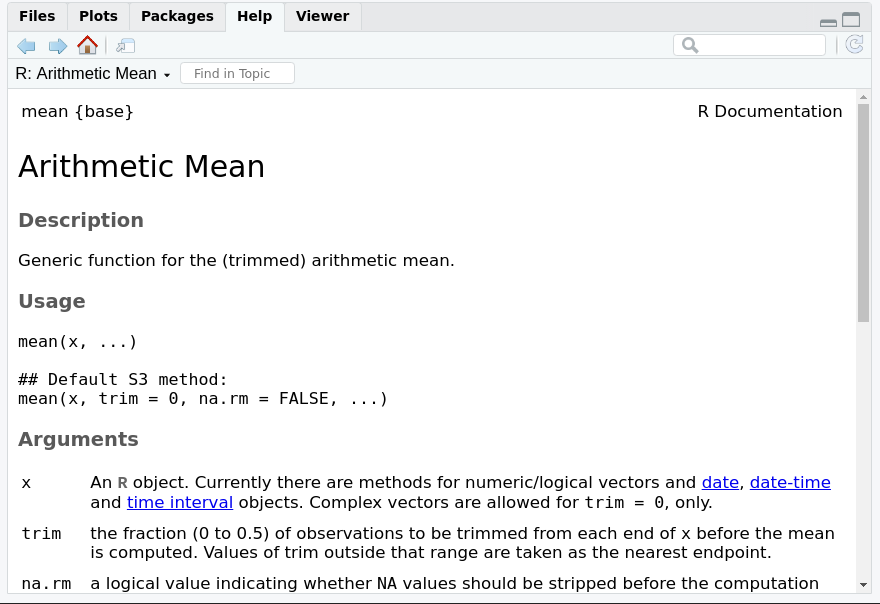 Files Plots Packages Help Viewer
R: Arithmetic Mean Find in Topic
mean {base} R Documentation
Arithmetic Mean
Description
Generic function for the (trimmed) arithmetic mean.
Usage
mean(x, ...)
## Default S3 method:
mean(x, trim = 0, na.rm = FALSE, ...)
Arguments
x An R object. Currently there are methods for numeric/logical vectors and date, date-time
and time interval objects. Complex vectors are allowed for trim = 0, only.
trim the fraction (0 to 0.5) of observations to be trimmed from each end of x before the mean
is computed. Values of trim outside that range are taken as the nearest endpoint.
na.rm a logical value indicating whether NA values should be stripped before the computation